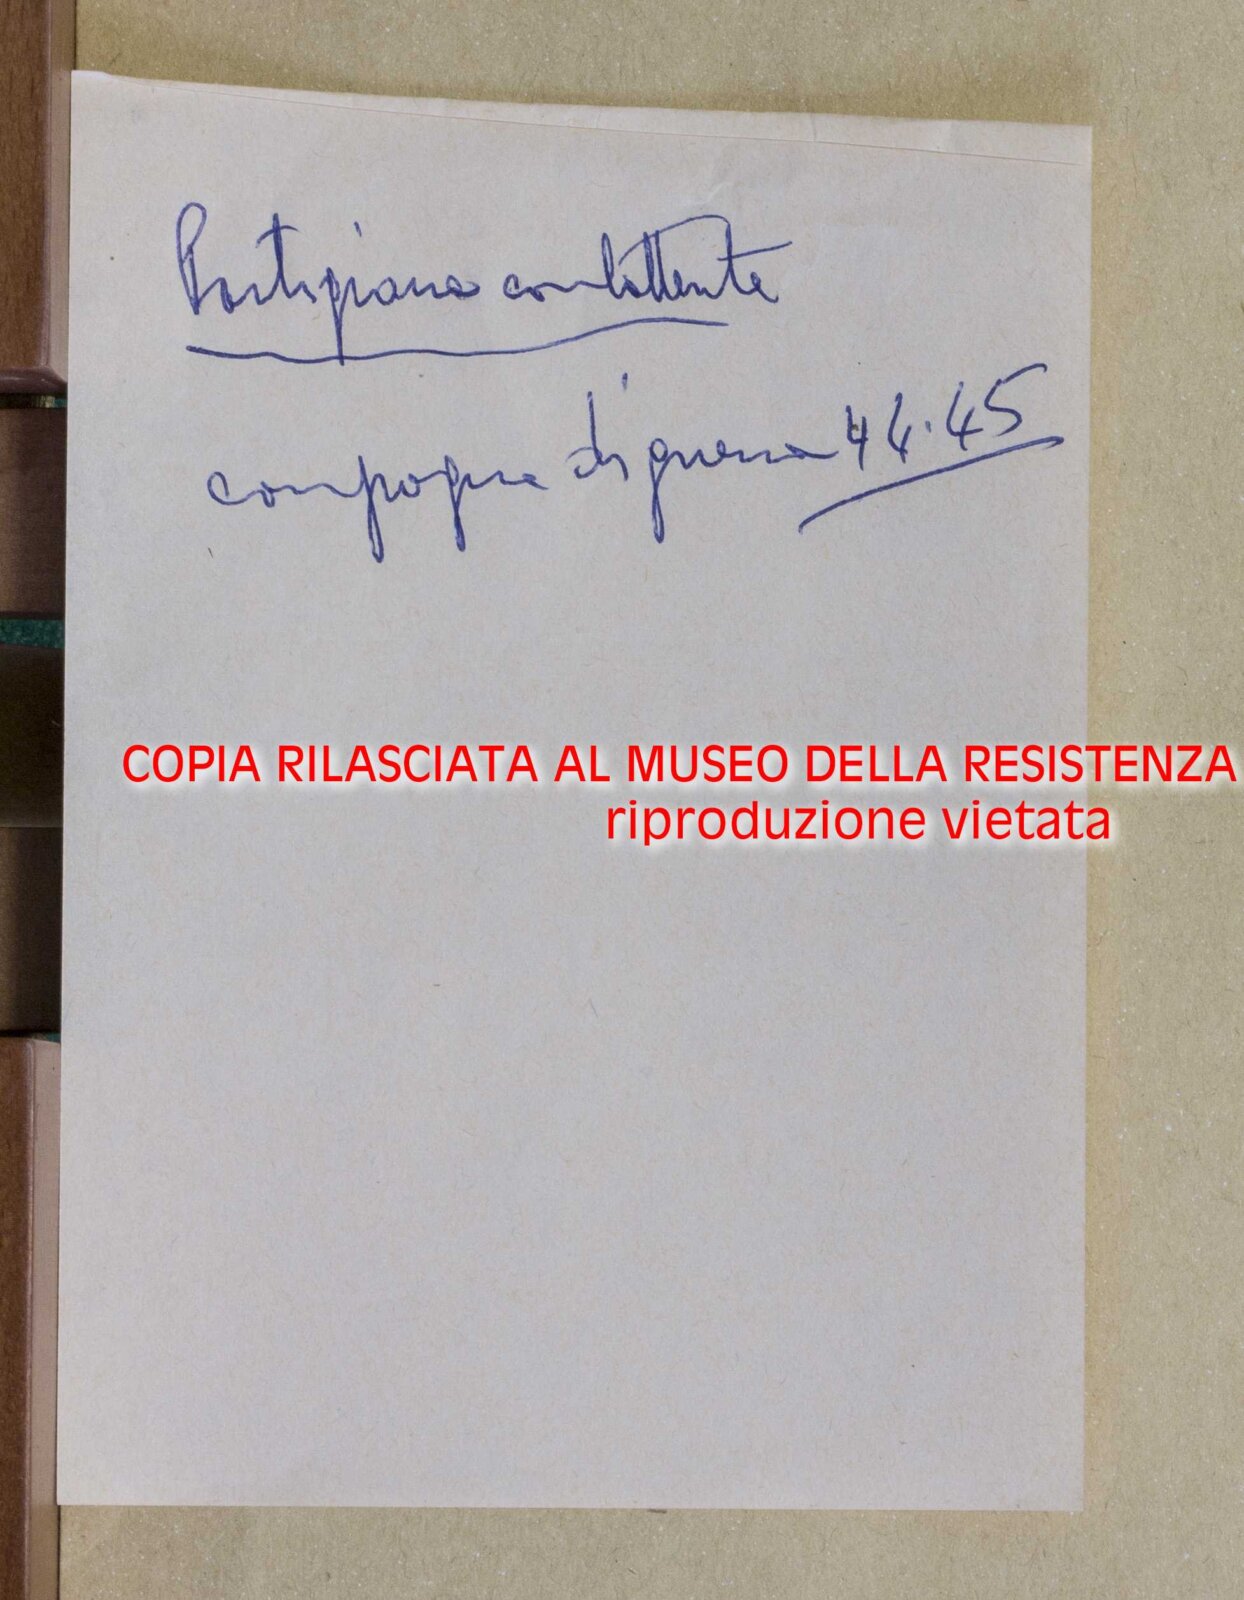 Partigiano combattente
campagna di guerra 44.45
COPIA RILASCIATA AL MUSEO DELLA RESISTENZA
riproduzione vietata